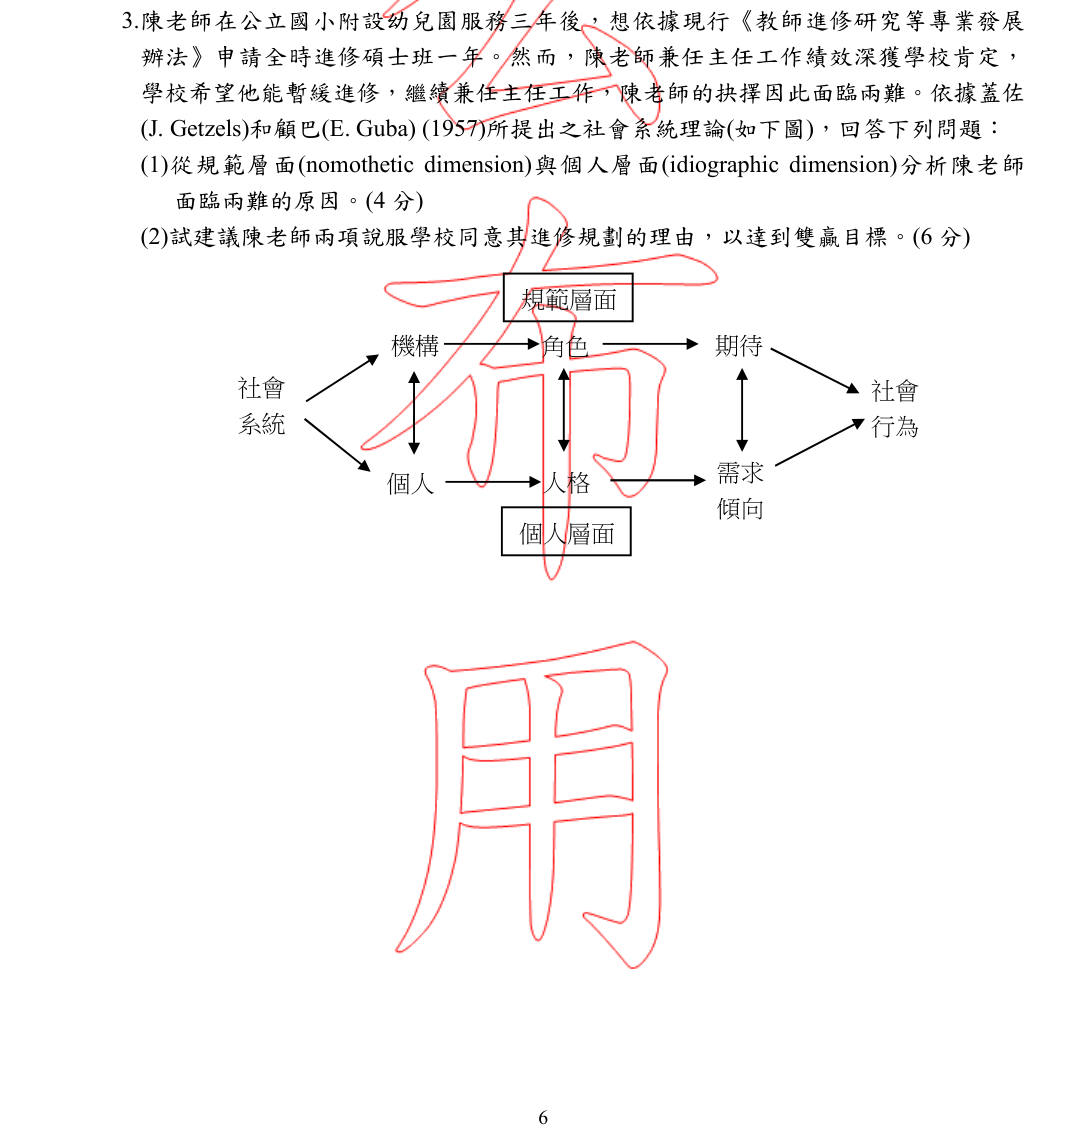 3.陳老師在公立國小附設幼兒園服務三年後，想依據現行《教師進修研究等專業發展
辦法》申請全時進修碩士班一年。然而，陳老師兼任主任工作績效深獲學校肯定，
學校希望他能暫緩進修，繼續兼任主任工作，陳老師的抉擇因此面臨兩難。依據蓋佐
(J. Getzels)和顧巴(E. Guba) (1957)所提出之社會系統理論(如下圖)，回答下列問題：
(1)從規範層面(nomothetic dimension)與個人層面(idiographic dimension)分析陳老師
面臨兩難的原因。(4 分)
(2)試建議陳老師兩項說服學校同意其進修規劃的理由，以達到雙贏目標。(6 分)
規範層面
機構 角色 期待
社會
系統
社會
行為
個人 人格 需求
傾向
個人層面
布
用
6